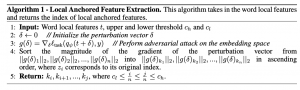 Algorithm 1 - Local Anchored Feature Extraction. This algorithm takes in the word local features
and returns the index of local features.
1: Input: Word local features t, upper and lower threshold c_h and c_l
2: δ ← 0 // Initialize the perturbation vector δ
3: g(δ) = ∇_δ ℓ (q_ψ(t + δ), y) // Perform adversarial attack on the embedding space
4: Sort the magnitude of the gradient of the perturbation vector from
||g(δ)_1||_2, ||g(δ)_2||_2, ..., ||g(δ)_n||_2 into ||g(δ)_{k_1}||_2, ||g(δ)_{k_2}||_2, ..., ||g(δ)_{k_n}||_2 in ascending
order, where z_i corresponds to its original index.
5: Return: k_i, k_{i+1}, ..., k_j, where c_l ≤ i/n ≤ j/n ≤ c_h.